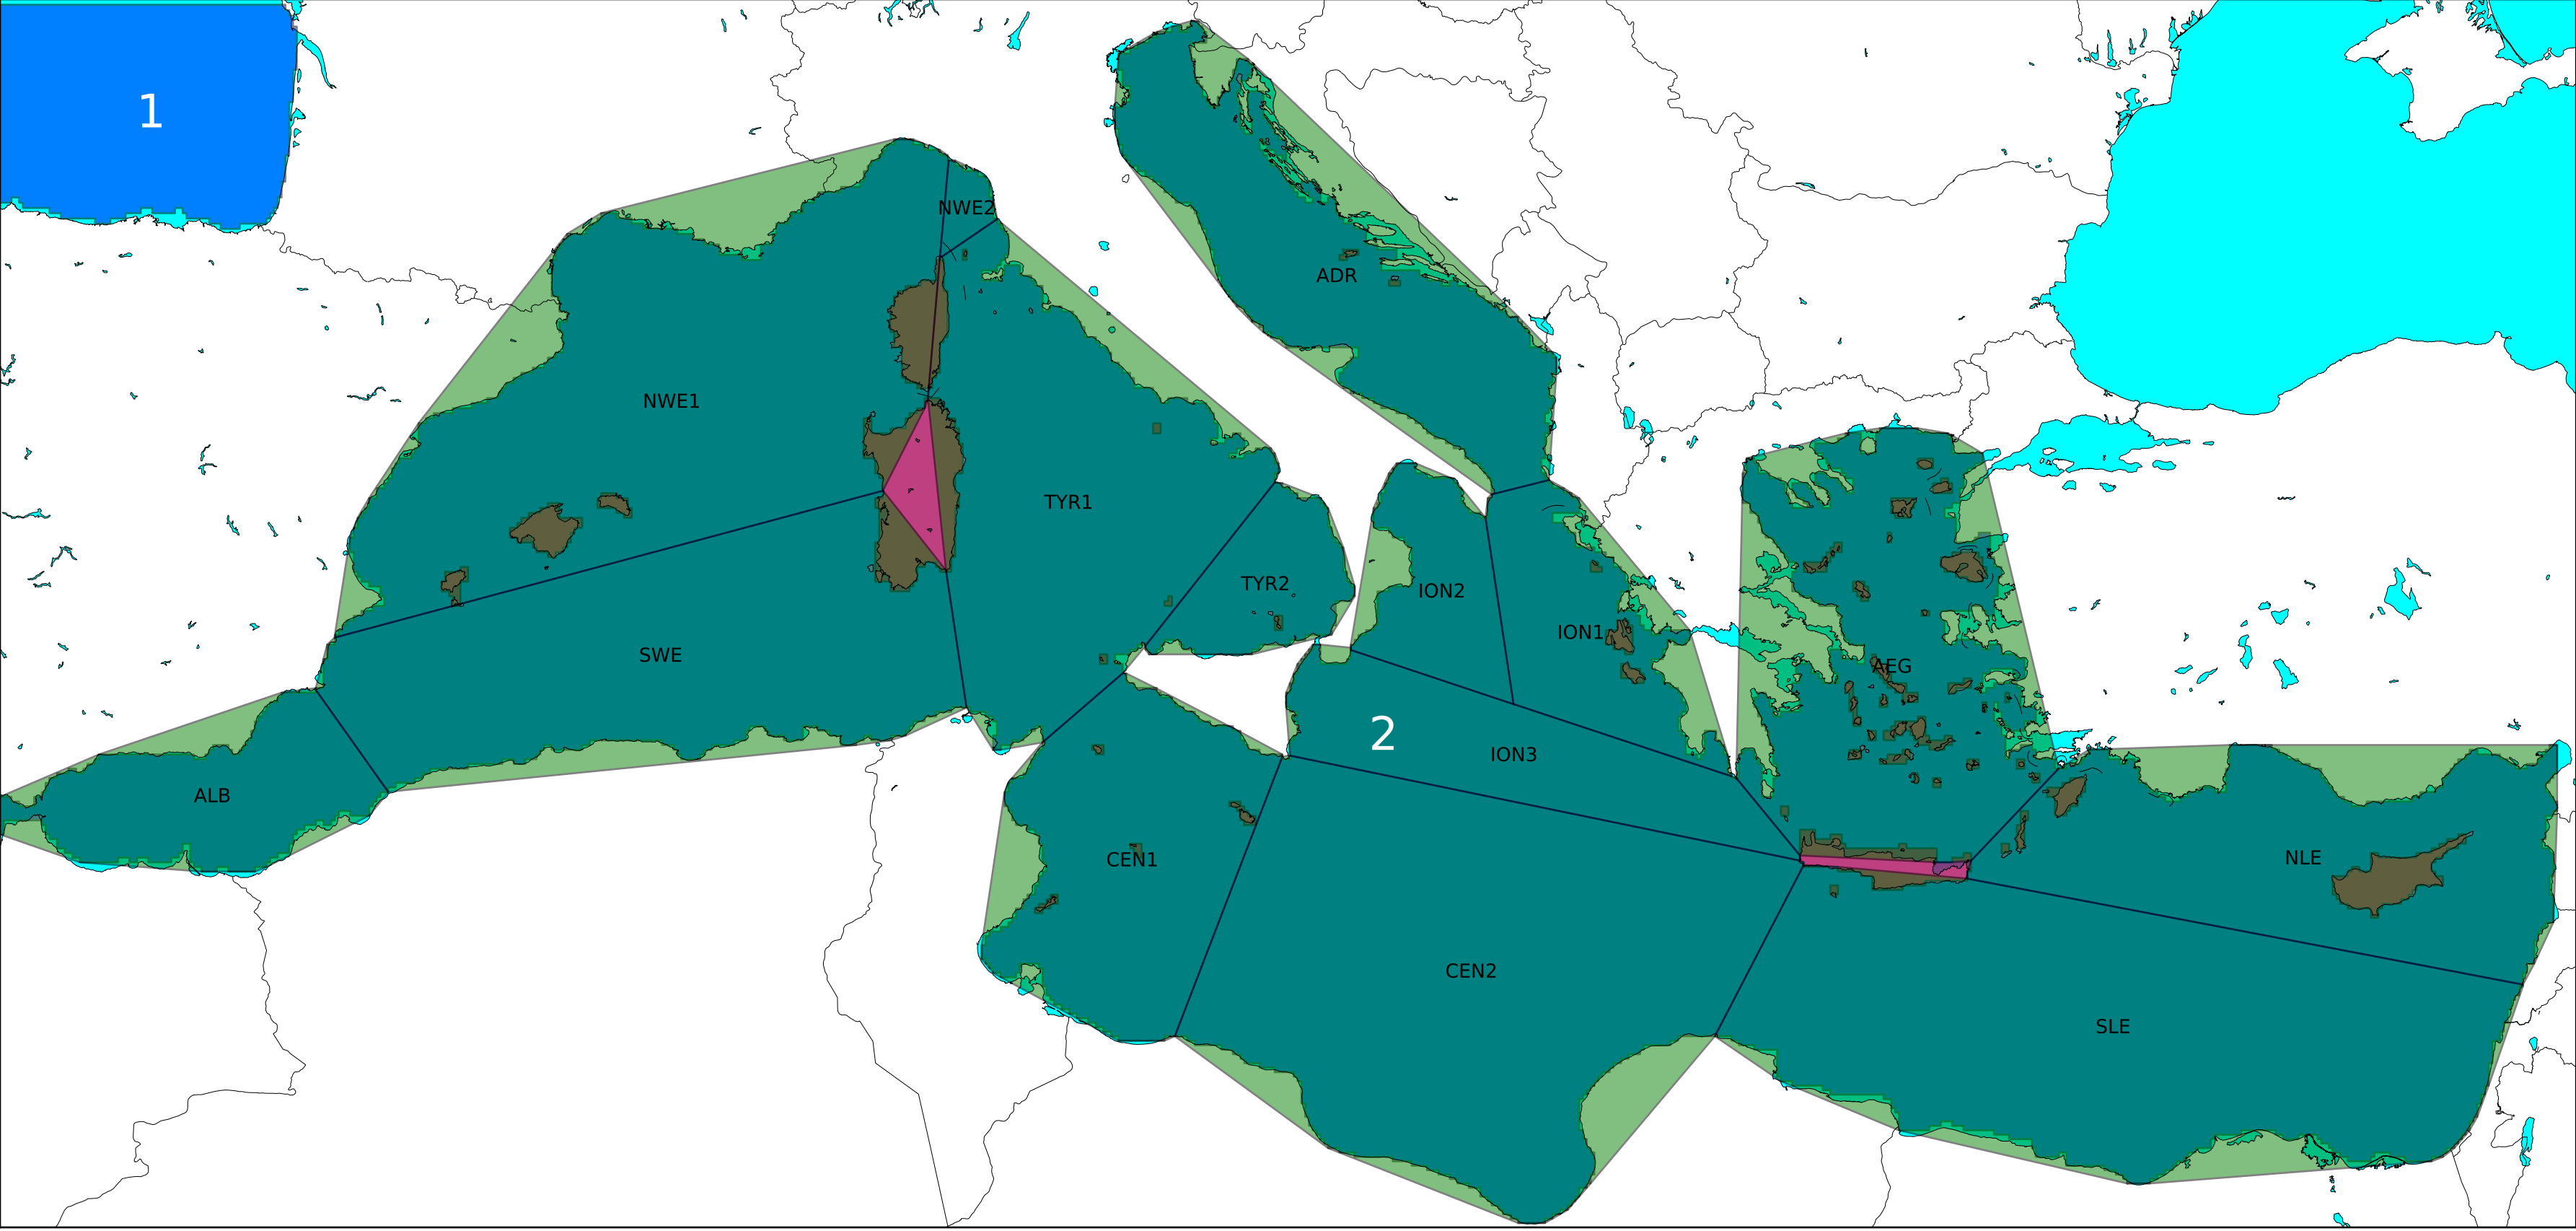 1
NWE2
ADR
NWE1
TYR1
TYR2
ION2
ION1
SWE
AEG
2
ION3
ALB
CEN1
NLE
CEN2
SLE